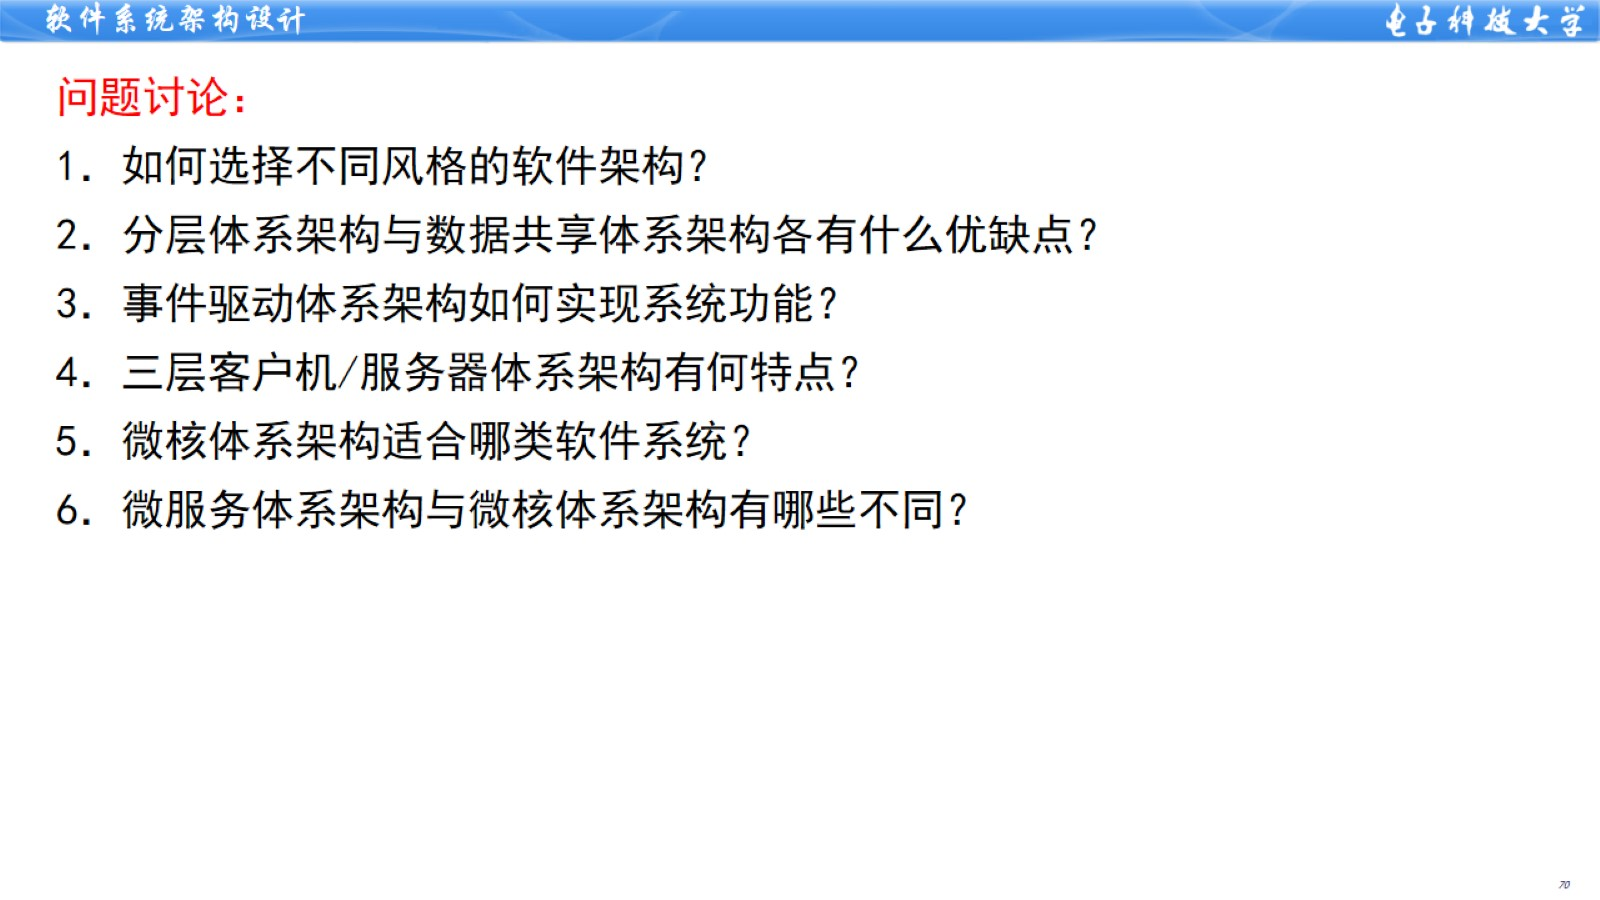 软件系统架构设计
电子科技大学
问题讨论：
1. 如何选择不同风格的软件架构？
2. 分层体系架构与数据共享体系架构各有什么优缺点？
3. 事件驱动体系架构如何实现系统功能？
4. 三层客户机/服务器体系架构有何特点？
5. 微核体系架构适合哪类软件系统？
6. 微服务体系架构与微核体系架构有哪些不同？
70